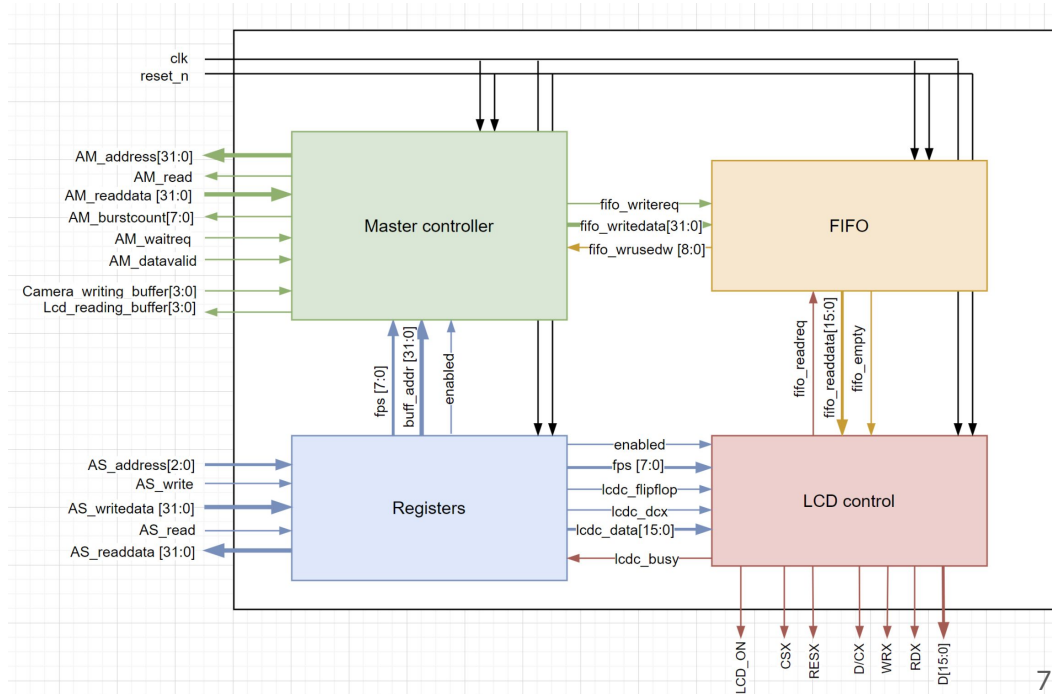 clk
reset_n
AM_address[31:0]
AM_read
AM_readdata [31:0]
AM_burstcount[7:0]
AM_waitreq
AM_datavalid
Camera_writing_buffer[3:0]
Lcd_reading_buffer[3:0]
Master controller
fifo_writereq
fifo_writedata[31:0]
fifo_wrusedw [8:0]
FIFO
fps [7:0]
buff_addr [31:0]
enabled
fifo_readreq
fifo_readdata[15:0]
fifo_empty
AS_address[2:0]
AS_write
AS_writedata [31:0]
AS_read
AS_readdata [31:0]
Registers
enabled
fps [7:0]
lcdc_flipflop
lcdc_dcx
lcdc_data[15:0]
lcdc_busy
LCD control
LCD_ON
CSX
RESX
D/CX
WRX
RDX
D[15:0]
7